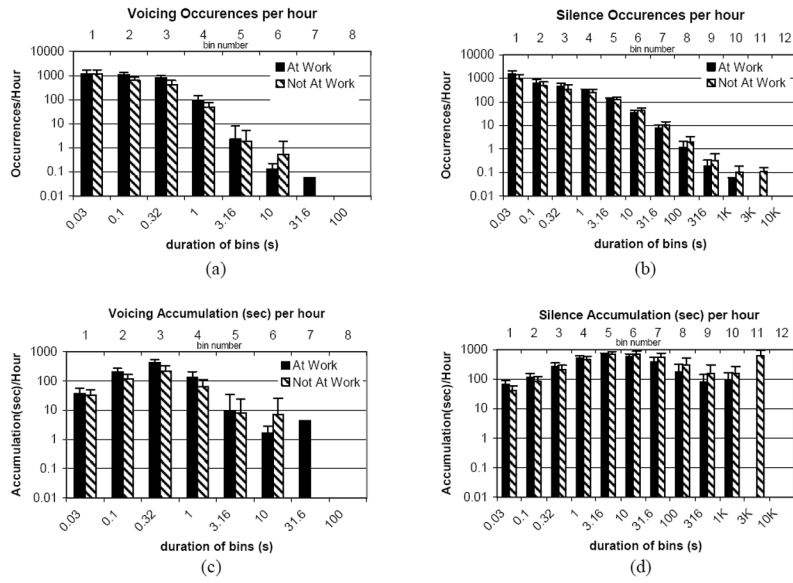 Voicing Occurences per hour
1 2 3 4 5 6 7 8
bin number
10000
1000
100
10
1
0.1
0.01
Occurrences/Hour
At Work
Not At Work
0.03 0.1 0.32 1 3.16 10 31.6 100
duration of bins (s)
(a)
Silence Occurences per hour
1 2 3 4 5 6 7 8 9 10 11 12
bin number
10000
1000
100
10
1
0.1
0.01
Occurrences/Hour
At Work
Not At Work
0.03 0.1 0.32 1 3.16 10 31.6 100 316 1K 3K 10K
duration of bins (s)
(b)
Voicing Accumulation (sec) per hour
1 2 3 4 5 6 7 8
bin number
1000
100
10
1
0.1
0.01
Accumulation(sec)/Hour
At Work
Not At Work
0.03 0.1 0.32 1 3.16 10 31.6 100
duration of bins (s)
(c)
Silence Accumulation (sec) per hour
1 2 3 4 5 6 7 8 9 10 11 12
bin number
1000
100
10
1
0.1
0.01
Accumulation(sec)/Hour
At Work
Not At Work
0.03 0.1 0.32 1 3.16 10 31.6 100 316 1K 3K 10K
duration of bins (s)
(d)